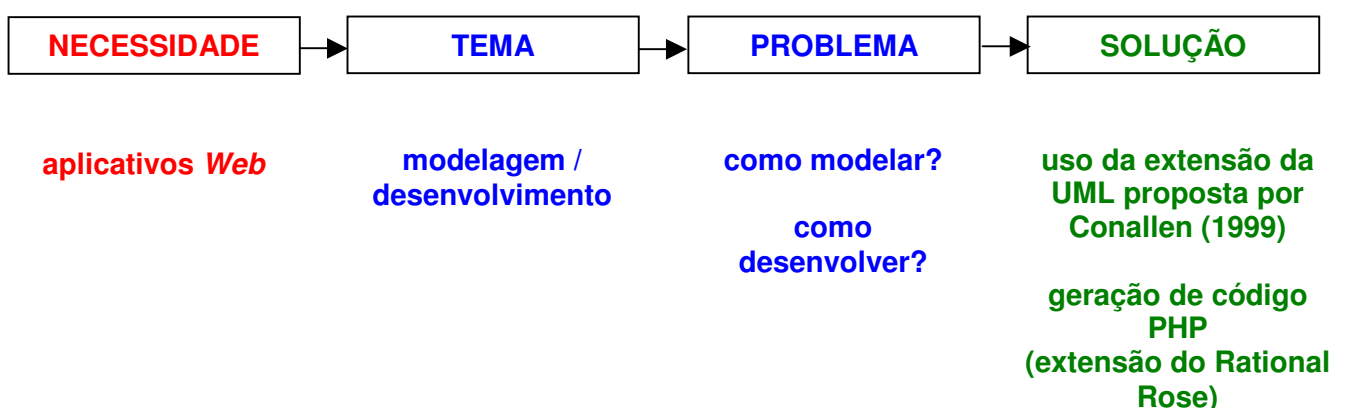 NECESSIDADE
TEMA
PROBLEMA
SOLUÇÃO
aplicativos Web
modelagem /
desenvolvimento
como modelar?
como
desenvolver?
uso da extensão da
UML proposta por
Conallen (1999)
geração de código
PHP
(extensão do Rational
Rose)